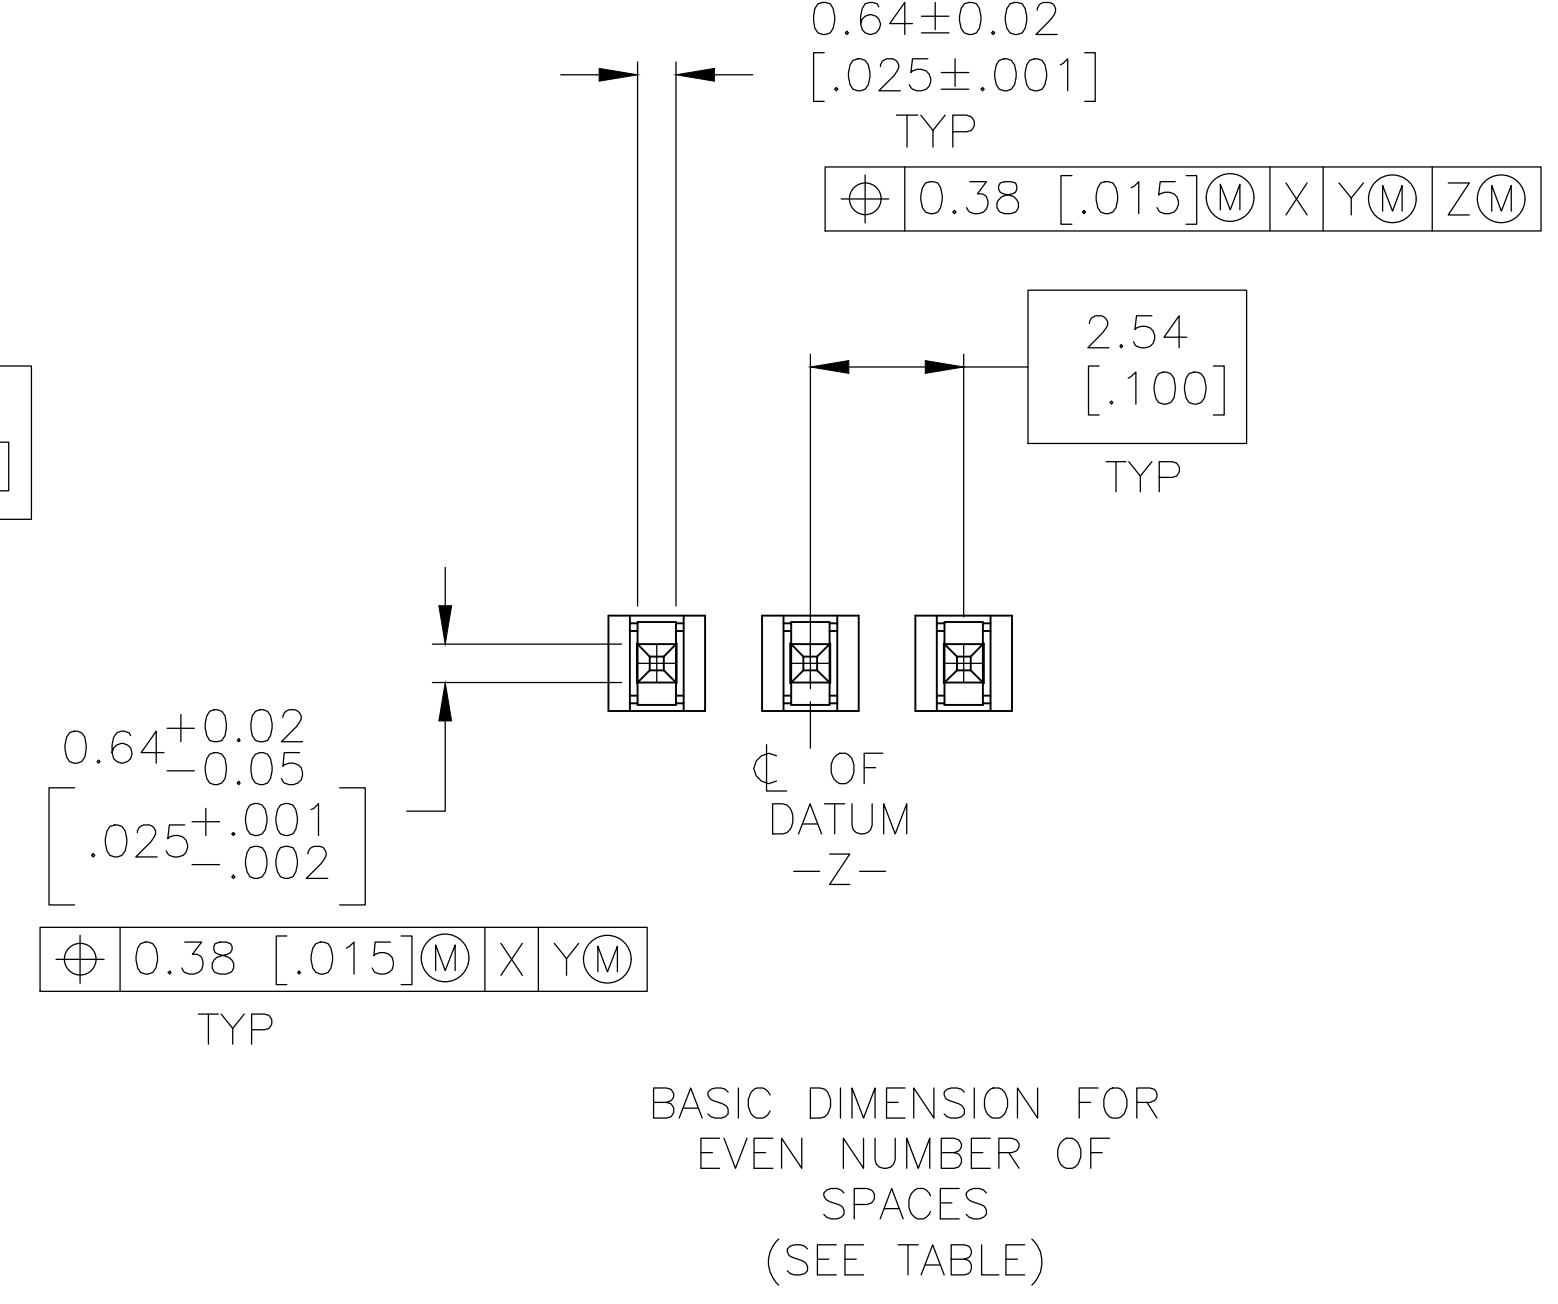 0.64±0.02
[.025±.001]
TYP
⌖ 0.38 [.015]Ⓜ X YⓂ ZⓂ
2.54
[.100]
TYP
0.64 +0.02
-0.05
[.025 +.001
-.002]
℄ OF
DATUM
-Z-
⌖ 0.38 [.015]Ⓜ X YⓂ
TYP
BASIC DIMENSION FOR
EVEN NUMBER OF
SPACES
(SEE TABLE)